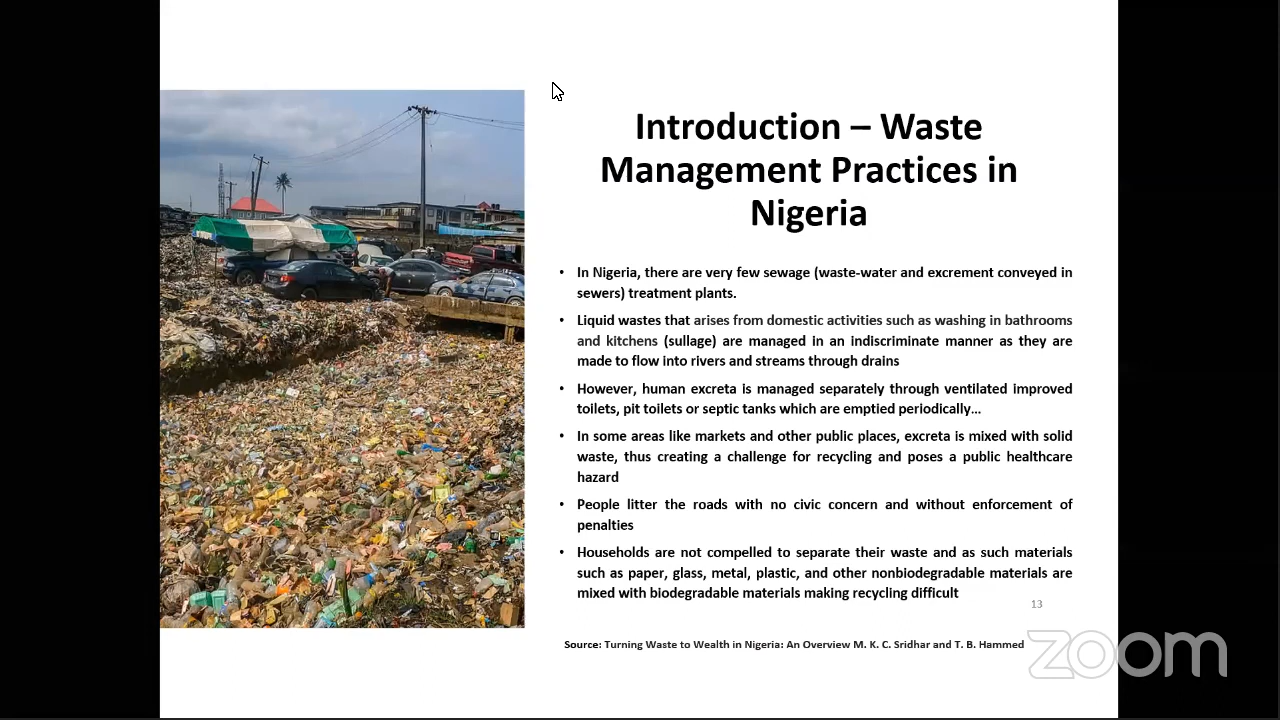 Introduction – Waste
Management Practices in
Nigeria
• In Nigeria, there are very few sewage (waste-water and excrement conveyed in
sewers) treatment plants.
• Liquid wastes that arises from domestic activities such as washing in bathrooms
and kitchens (sullage) are managed in an indiscriminate manner as they are
made to flow into rivers and streams through drains
• However, human excreta is managed separately through ventilated improved
toilets, pit toilets or septic tanks which are emptied periodically…
• In some areas like markets and other public places, excreta is mixed with solid
waste, thus creating a challenge for recycling and poses a public healthcare
hazard
• People litter the roads with no civic concern and without enforcement of
penalties
• Households are not compelled to separate their waste and as such materials
such as paper, glass, metal, plastic, and other nonbiodegradable materials are
mixed with biodegradable materials making recycling difficult
13
Source: Turning Waste to Wealth in Nigeria: An Overview M. K. C. Sridhar and T. B. Hammed
zoom